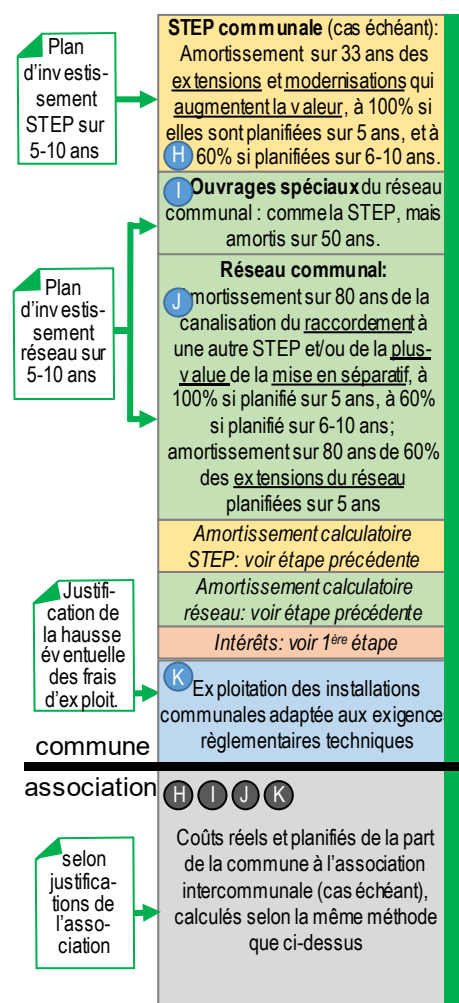 STEP communale (cas échéant):
Amortissement sur 33 ans des
extensions et modernisations qui
augmentent la valeur, à 100% si
elles sont planifiées sur 5 ans, et à
H 60% si planifiées sur 6-10 ans.
Plan
d'investis-
sement
STEP sur
5-10 ans
I Ouvrages spéciaux du réseau
communal : comme la STEP, mais
amortis sur 50 ans.
Plan
d'investis-
sement
réseau sur
5-10 ans
Réseau communal:
J mortissement sur 80 ans de la
canalisation du raccordement à
une autre STEP et/ou de la plus-
value de la mise en séparatif, à
100% si planifié sur 5 ans, à 60%
si planifié sur 6-10 ans;
amortissement sur 80 ans de 60%
des extensions du réseau
planifiées sur 5 ans
Amortissement calculatoire
STEP: voir étape précédente
Amortissement calculatoire
réseau: voir étape précédente
Intérêts: voir 1ère étape
Justifi-
cation de
la hausse
éventuelle
des frais
d'exploit.
K
Exploitation des installations
communales adaptée aux exigence
règlementaires techniques
commune
association
H I J K
selon
justifica-
tions de
l'asso-
ciation
Coûts réels et planifiés de la part
de la commune à l'association
intercommunale (cas échéant),
calculés selon la même méthode
que ci-dessus